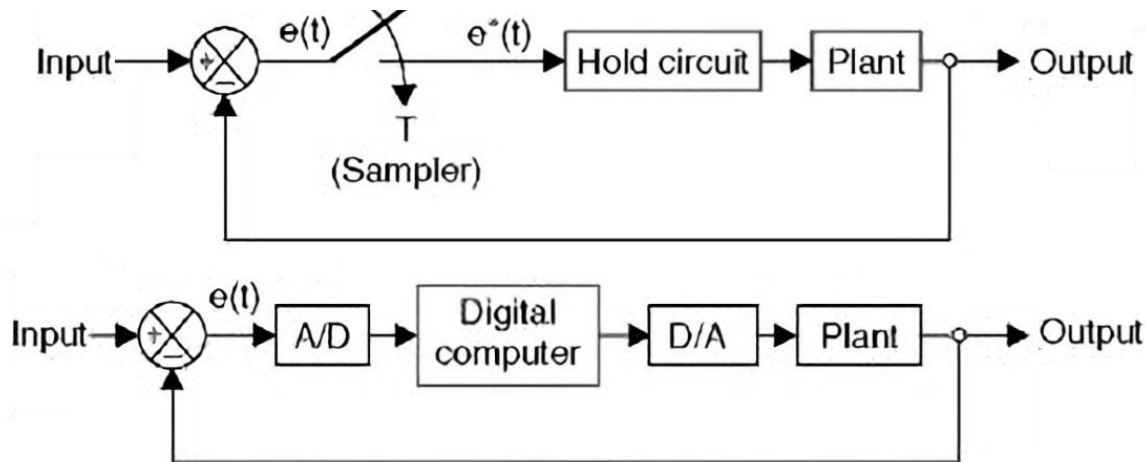 Input
+
−
e(t)
e*(t)
T
(Sampler)
Hold circuit
Plant
Output
Input
+
−
e(t)
A/D
Digital
computer
D/A
Plant
Output